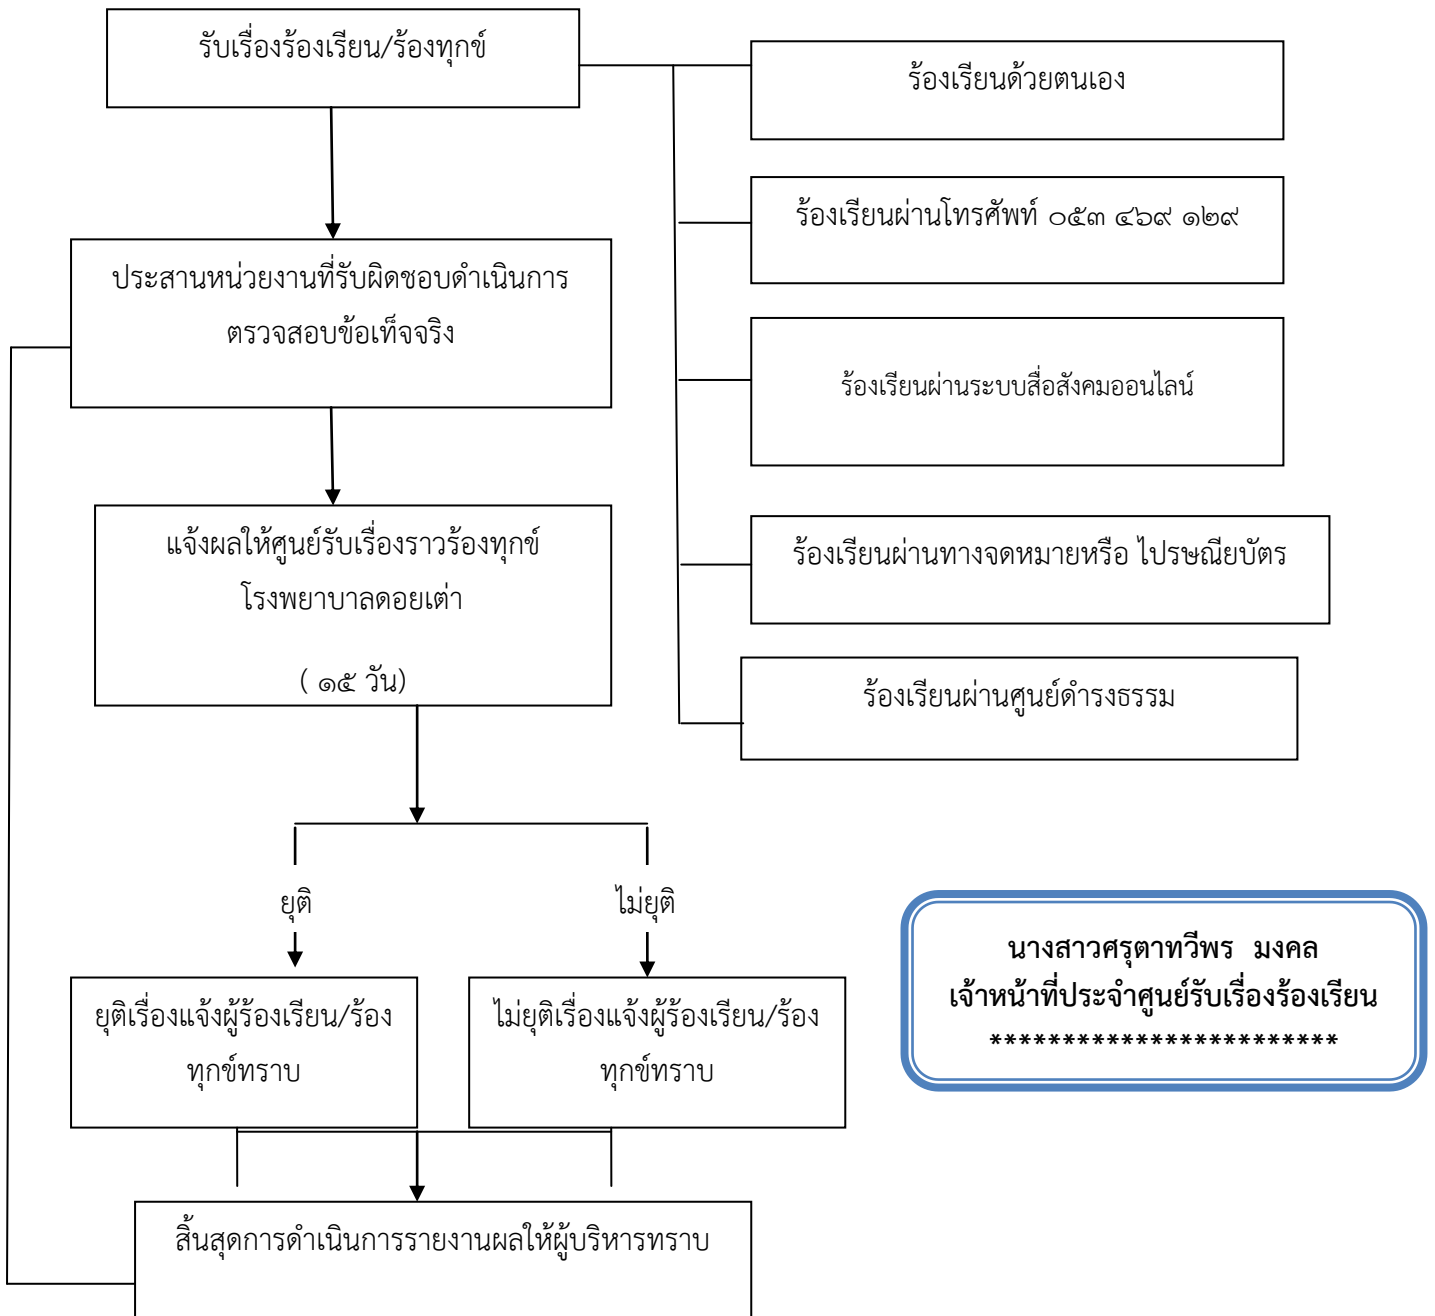 รับเรื่องร้องเรียน/ร้องทุกข์
ร้องเรียนด้วยตนเอง
ร้องเรียนผ่านโทรศัพท์ ๐๕๓ ๔๖๙ ๑๒๙
ประสานหน่วยงานที่รับผิดชอบดำเนินการ
ตรวจสอบข้อเท็จจริง
ร้องเรียนผ่านระบบสื่อสังคมออนไลน์
แจ้งผลให้ศูนย์รับเรื่องราวร้องทุกข์
โรงพยาบาลดอยเต่า
( ๑๕ วัน)
ร้องเรียนผ่านทางจดหมายหรือ ไปรษณียบัตร
ร้องเรียนผ่านศูนย์ดำรงธรรม
ยุติ
ไม่ยุติ
ยุติเรื่องแจ้งผู้ร้องเรียน/ร้อง
ทุกข์ทราบ
ไม่ยุติเรื่องแจ้งผู้ร้องเรียน/ร้อง
ทุกข์ทราบ
นางสาวศรุตาทวีพร มงคล
เจ้าหน้าที่ประจำศูนย์รับเรื่องร้องเรียน
************************
สิ้นสุดการดำเนินการรายงานผลให้ผู้บริหารทราบ